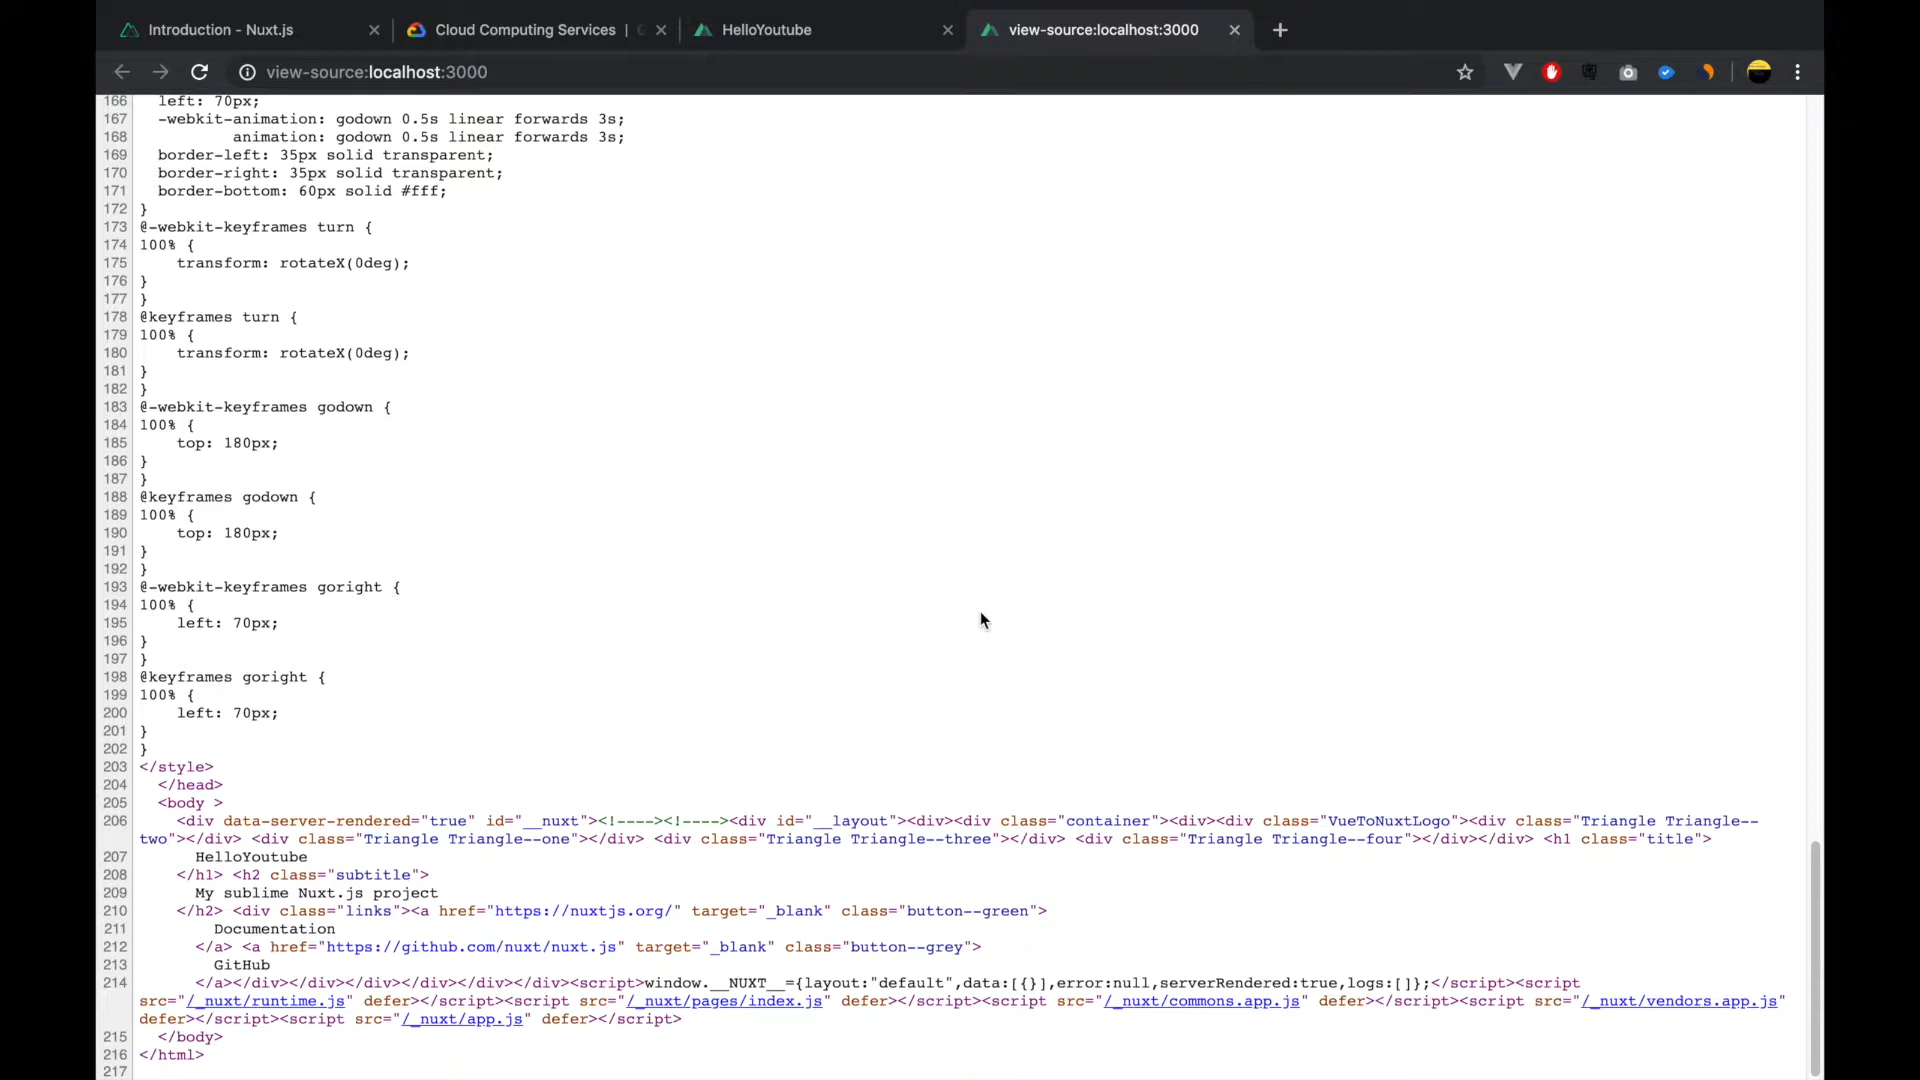 Introduction - Nuxt.js
Cloud Computing Services |
HelloYoutube
view-source:localhost:3000
view-source:localhost:3000
166 left: 70px;
167 -webkit-animation: godown 0.5s linear forwards 3s;
168 animation: godown 0.5s linear forwards 3s;
169 border-left: 35px solid transparent;
170 border-right: 35px solid transparent;
171 border-bottom: 60px solid #fff;
172 }
173 @-webkit-keyframes turn {
174 100% {
175 transform: rotateX(0deg);
176 }
177 }
178 @keyframes turn {
179 100% {
180 transform: rotateX(0deg);
181 }
182 }
183 @-webkit-keyframes godown {
184 100% {
185 top: 180px;
186 }
187 }
188 @keyframes godown {
189 100% {
190 top: 180px;
191 }
192 }
193 @-webkit-keyframes goright {
194 100% {
195 left: 70px;
196 }
197 }
198 @keyframes goright {
199 100% {
200 left: 70px;
201 }
202 }
203 </style>
204 </head>
205 <body >
206 <div data-server-rendered="true" id="__nuxt"><!----><!----><div id="__layout"><div><div class="container"><div><div class="VueToNuxtLogo"><div class="Triangle Triangle--
two"></div> <div class="Triangle Triangle--one"></div> <div class="Triangle Triangle--three"></div> <div class="Triangle Triangle--four"></div></div> <h1 class="title">
207 HelloYoutube
208 </h1> <h2 class="subtitle">
209 My sublime Nuxt.js project
210 </h2> <div class="links"><a href="https://nuxtjs.org/" target="_blank" class="button--green">
211 Documentation
212 </a> <a href="https://github.com/nuxt/nuxt.js" target="_blank" class="button--grey">
213 GitHub
214 </a></div></div></div></div></div></div><script>window.__NUXT__={layout:"default",data:[{}],error:null,serverRendered:true,logs:[]};</script><script
src="/_nuxt/runtime.js" defer></script><script src="/_nuxt/pages/index.js" defer></script><script src="/_nuxt/commons.app.js" defer></script><script src="/_nuxt/vendors.app.js"
defer></script><script src="/_nuxt/app.js" defer></script>
215 </body>
216 </html>
217